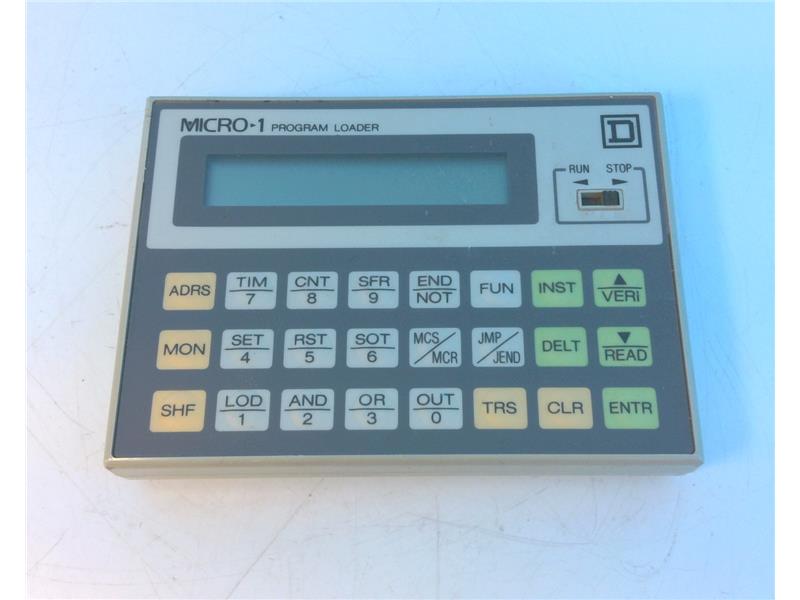 MICRO-1 PROGRAM LOADER
D
RUN STOP
ADRS TIM 7 CNT 8 SFR 9 END NOT FUN INST VERI
MON SET 4 RST 5 SOT 6 MCS/MCR JMP/JEND DELT READ
SHF LOD 1 AND 2 OR 3 OUT 0 TRS CLR ENTR